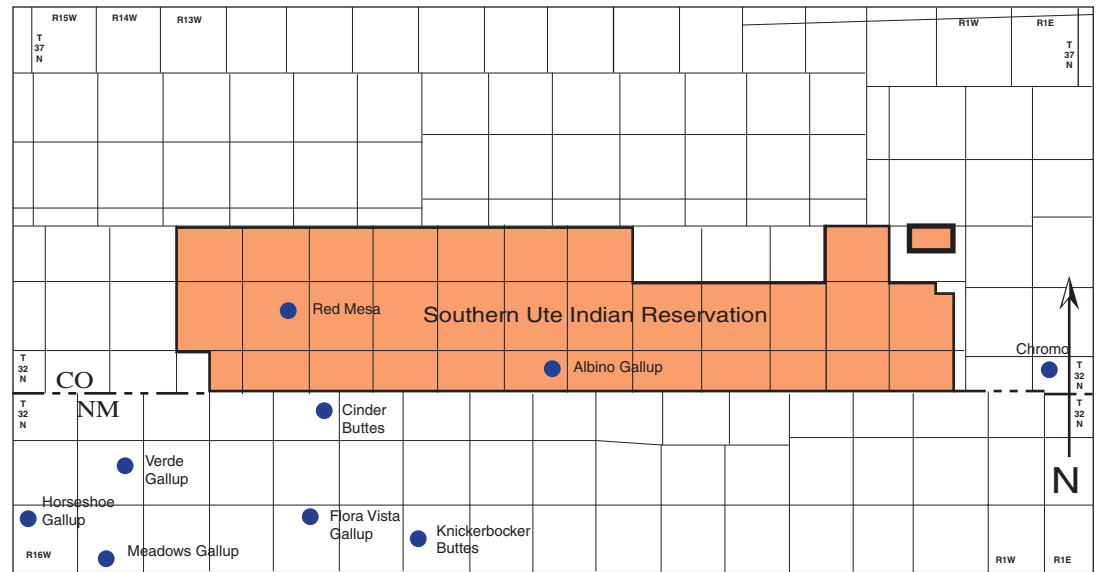 R15W
R14W
R13W
R1W
R1E
T
37
N
T
37
N
Red Mesa
Southern Ute Indian Reservation
Albino Gallup
Chromo
T
32
N
CO
T
32
N
T
32
N
NM
T
32
N
Cinder
Buttes
Verde
Gallup
Horseshoe
Gallup
Flora Vista
Gallup
Knickerbocker
Buttes
N
R16W
Meadows Gallup
R1W
R1E